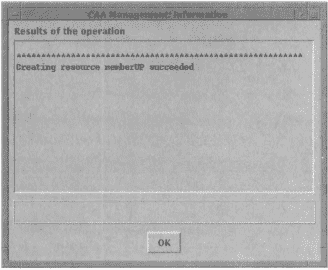 CAA Management: Information
Results of the operation
**********************************************************
Creating resource memberUP succeeded
OK